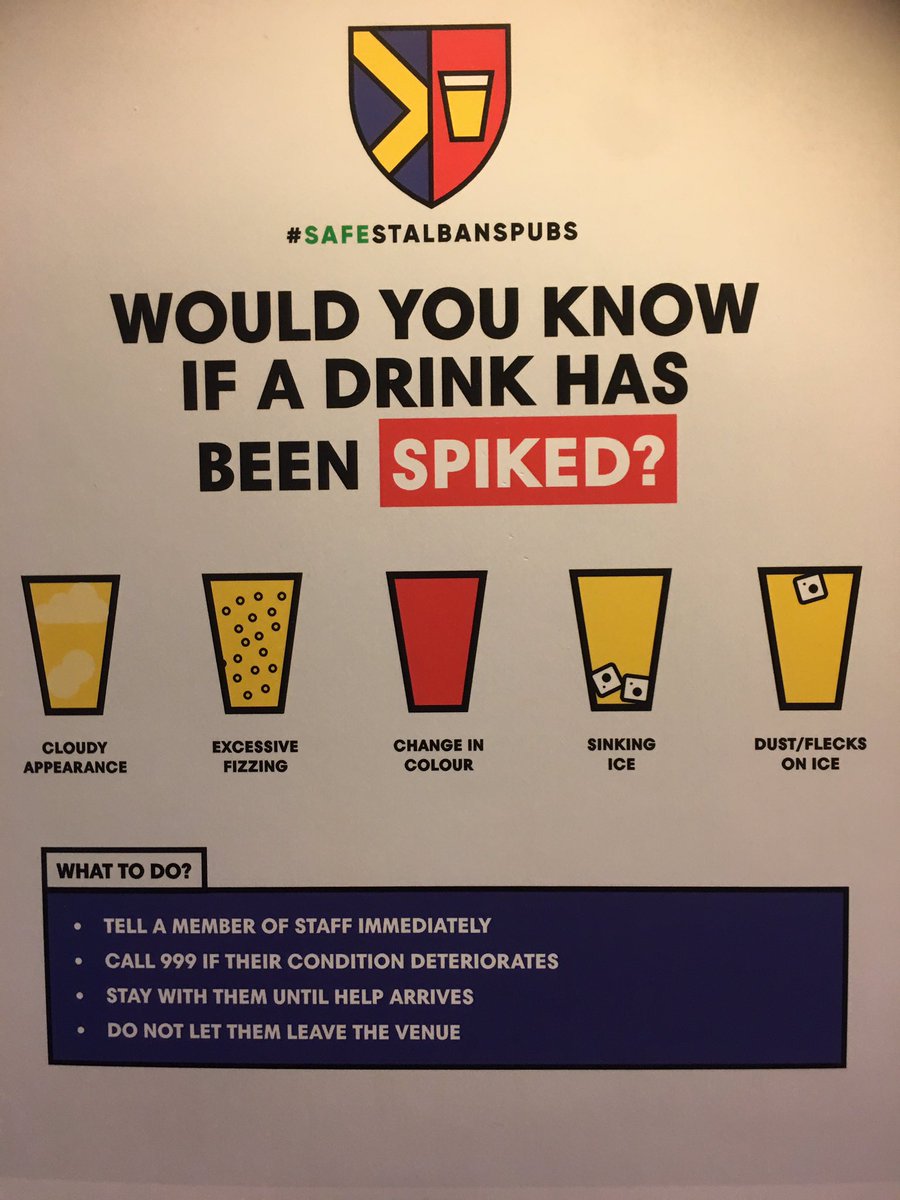 #SAFESTALBANSPUBS
WOULD YOU KNOW
IF A DRINK HAS
BEEN SPIKED?
CLOUDY
APPEARANCE
EXCESSIVE
FIZZING
CHANGE IN
COLOUR
SINKING
ICE
DUST/FLECKS
ON ICE
WHAT TO DO?
• TELL A MEMBER OF STAFF IMMEDIATELY
• CALL 999 IF THEIR CONDITION DETERIORATES
• STAY WITH THEM UNTIL HELP ARRIVES
• DO NOT LET THEM LEAVE THE VENUE